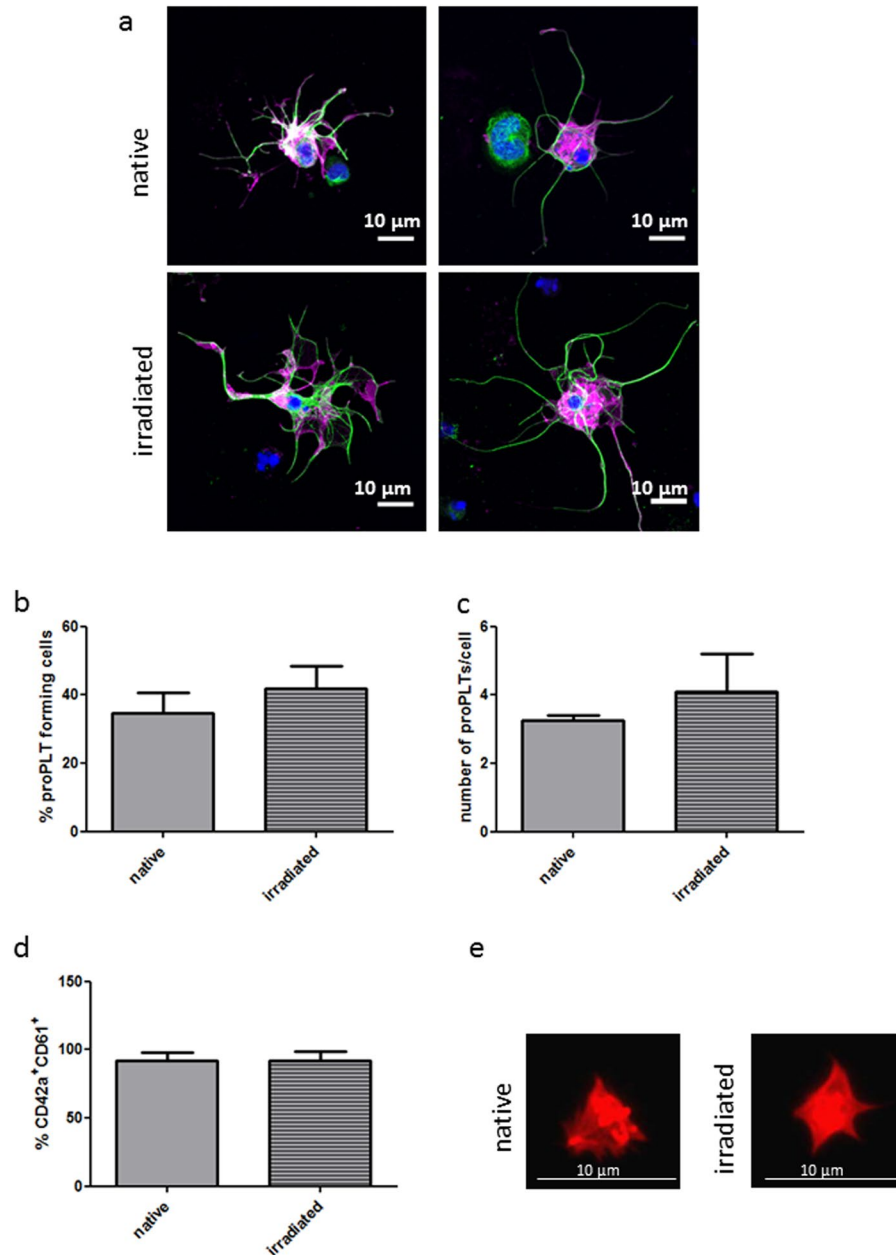 a
native
10 µm
10 µm
irradiated
10 µm
10 µm
b
% proPLT forming cells
60
40
20
0
native
irradiated
c
number of proPLTs/cell
6
4
2
0
native
irradiated
d
% CD42a⁺CD61⁺
150
100
50
0
native
irradiated
e
native
10 µm
irradiated
10 µm